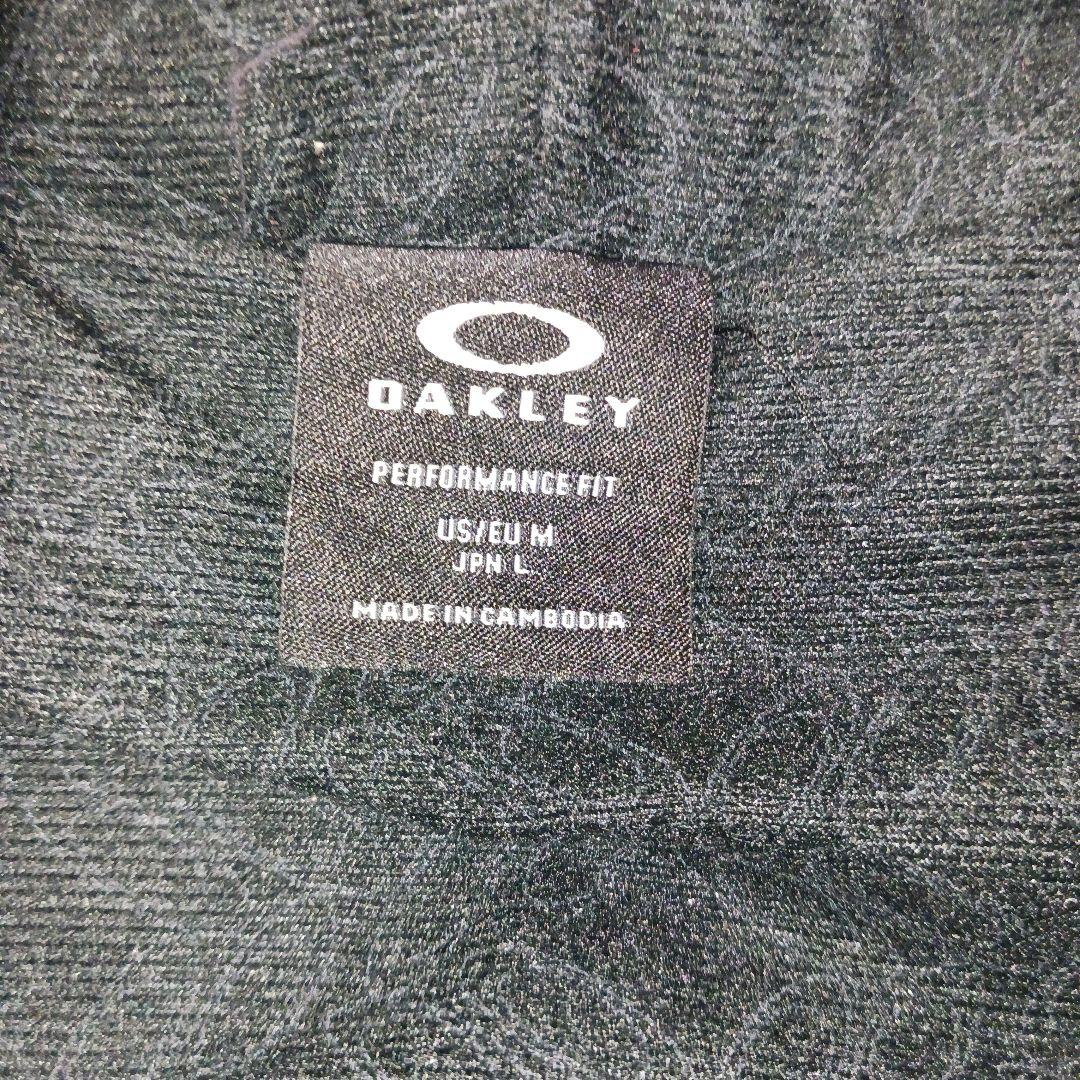 OAKLEY
PERFORMANCE FIT
US/EU M
JPN L
MADE IN CAMBODIA